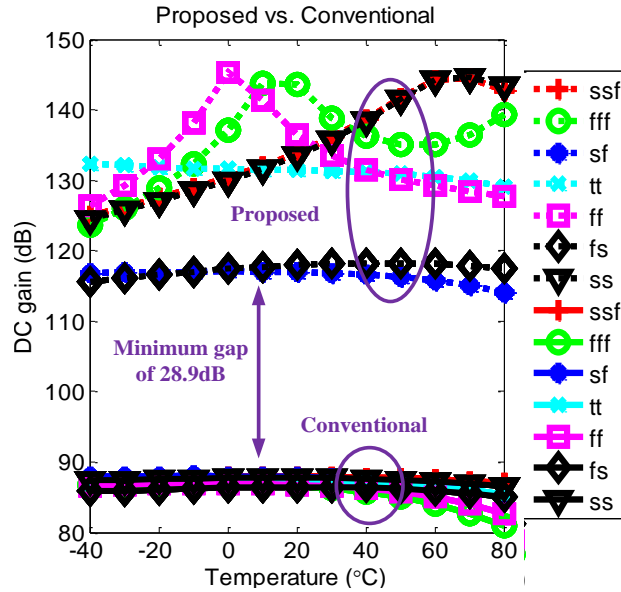 Proposed vs. Conventional
150
140
130
120
110
100
90
80
DC gain (dB)
-40
-20
0
20
40
60
80
Temperature (°C)
Proposed
Minimum gap
of 28.9dB
Conventional
ssf
fff
sf
tt
ff
fs
ss
ssf
fff
sf
tt
ff
fs
ss